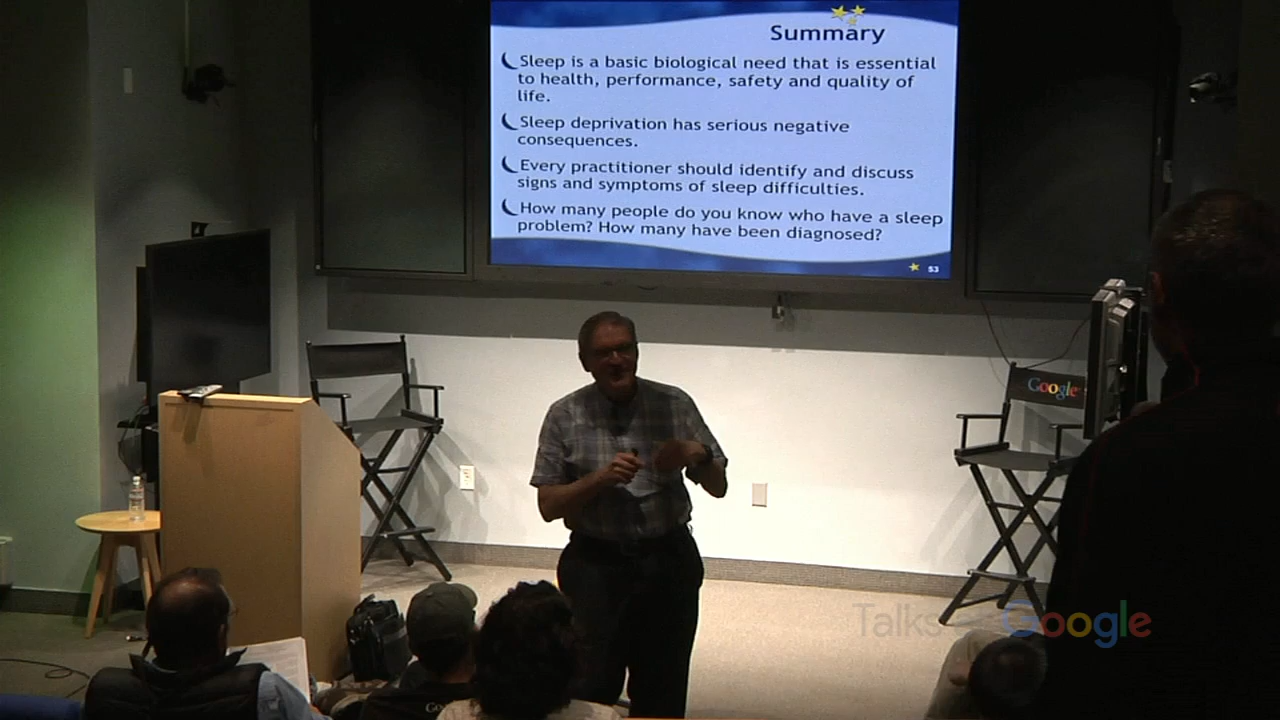 Summary
Sleep is a basic biological need that is essential
to health, performance, safety and quality of
life.
Sleep deprivation has serious negative
consequences.
Every practitioner should identify and discuss
signs and symptoms of sleep difficulties.
How many people do you know who have a sleep
problem? How many have been diagnosed?
53
Google
Talks at Google